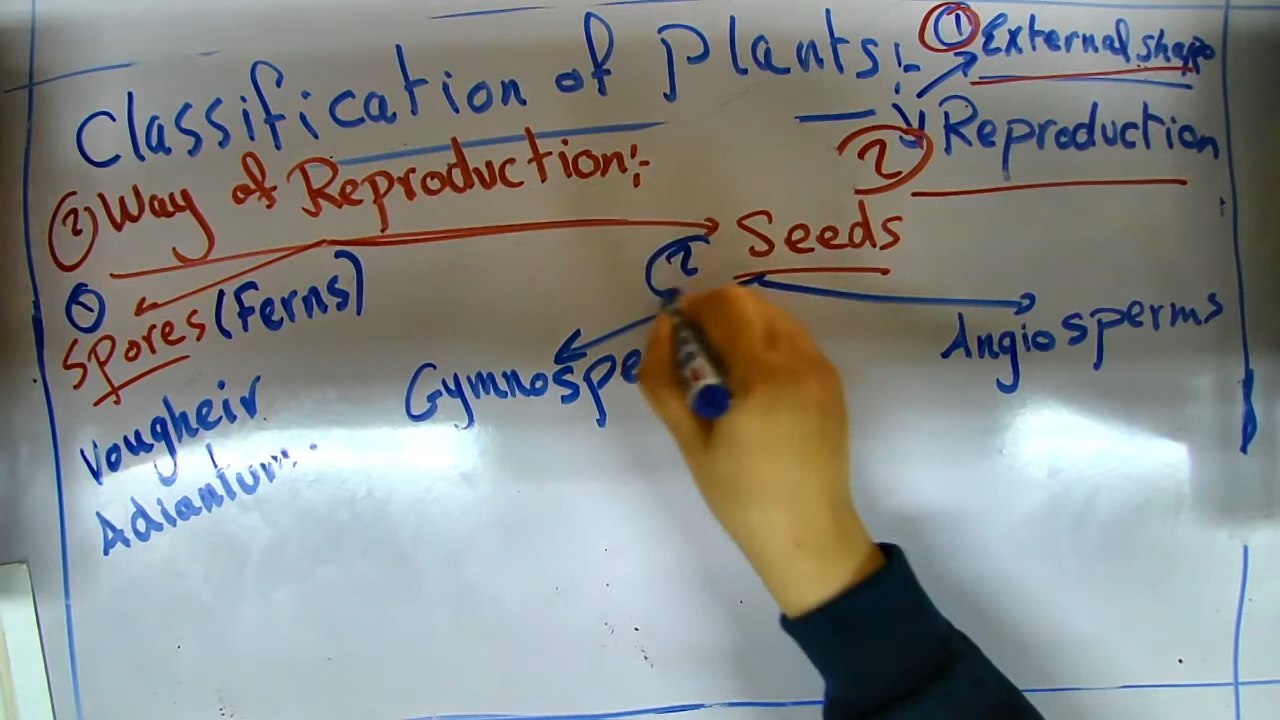 Classification of plants:-
① External shape
② Reproduction
② Way of Reproduction:-
Seeds
②
①
Spores (Ferns)
Gymnospe
Angiosperms
Vougheir
Adiantum.